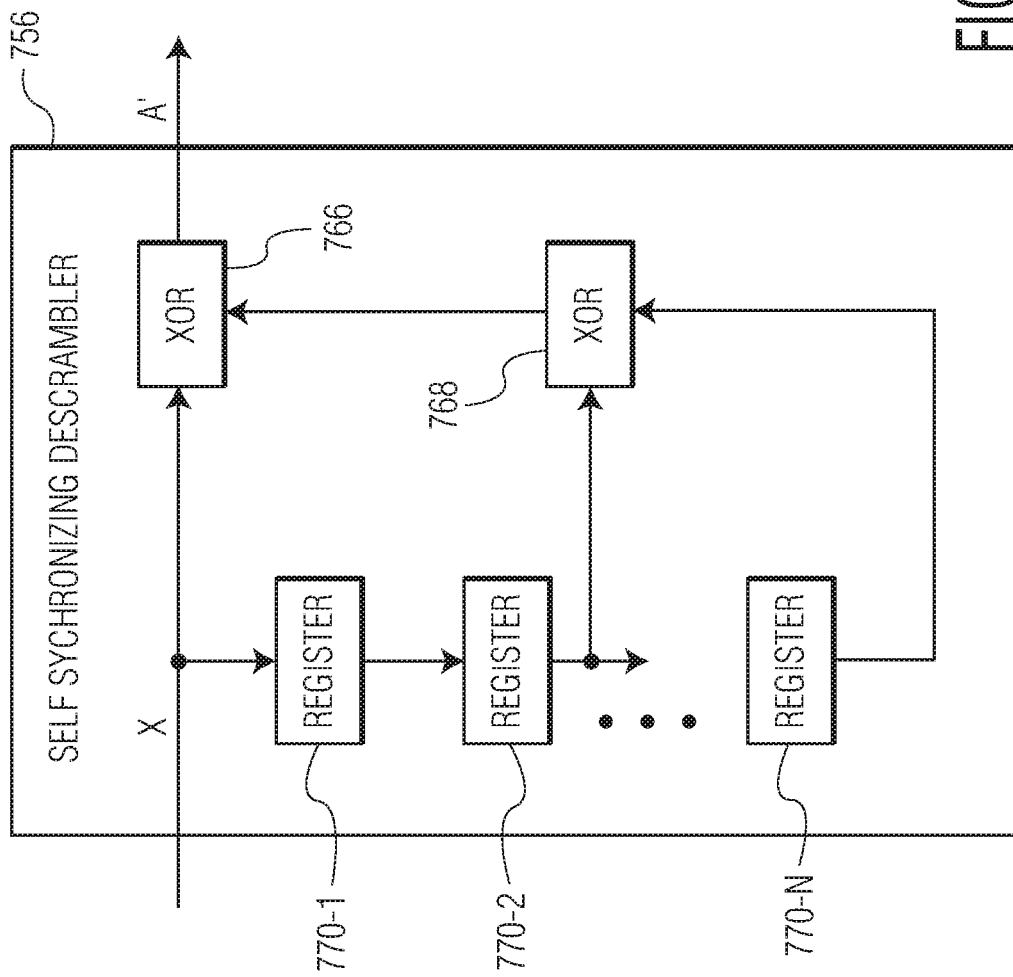 756
SELF SYCHRONIZING DESCRAMBLER
X
A'
XOR
766
REGISTER
770-1
REGISTER
770-2
XOR
768
REGISTER
770-N